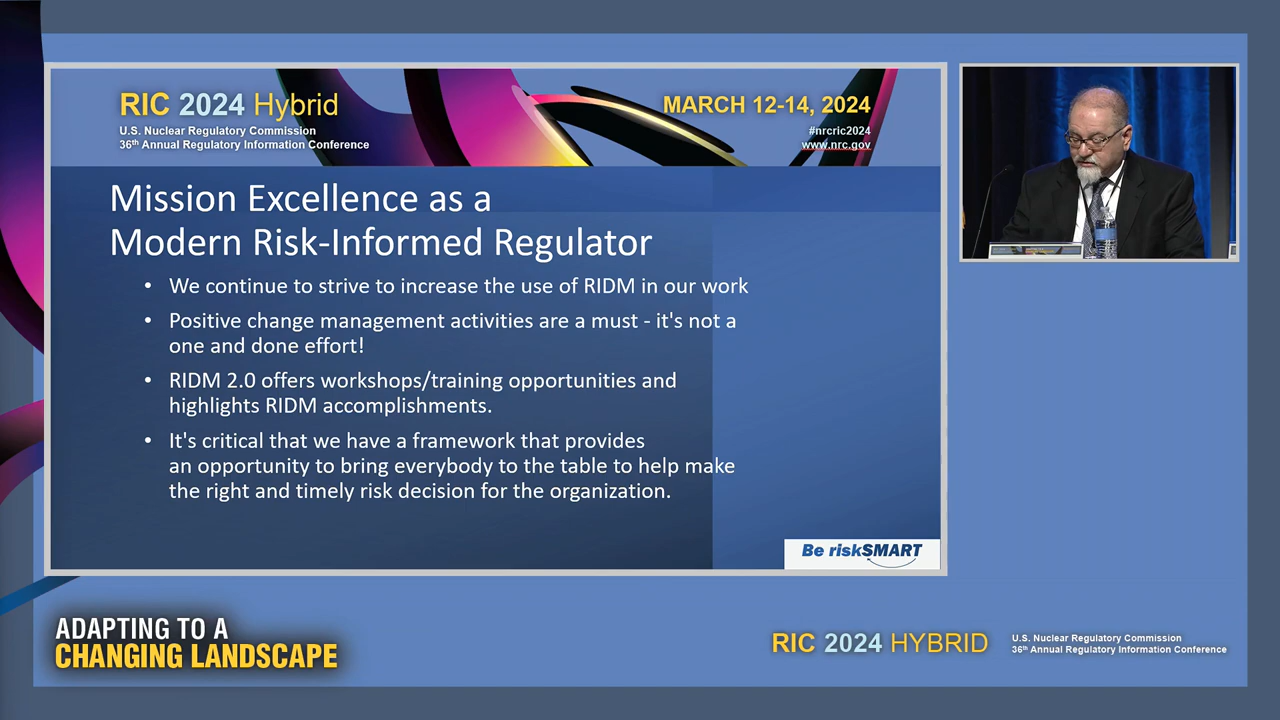 RIC 2024 Hybrid
U.S. Nuclear Regulatory Commission
36th Annual Regulatory Information Conference
MARCH 12-14, 2024
#nrcric2024
www.nrc.gov
Mission Excellence as a
Modern Risk-Informed Regulator
• We continue to strive to increase the use of RIDM in our work
• Positive change management activities are a must - it's not a
one and done effort!
• RIDM 2.0 offers workshops/training opportunities and
highlights RIDM accomplishments.
• It's critical that we have a framework that provides
an opportunity to bring everybody to the table to help make
the right and timely risk decision for the organization.
Be riskSMART
ADAPTING TO A
CHANGING LANDSCAPE
RIC 2024 HYBRID
U.S. Nuclear Regulatory Commission
36th Annual Regulatory Information Conference